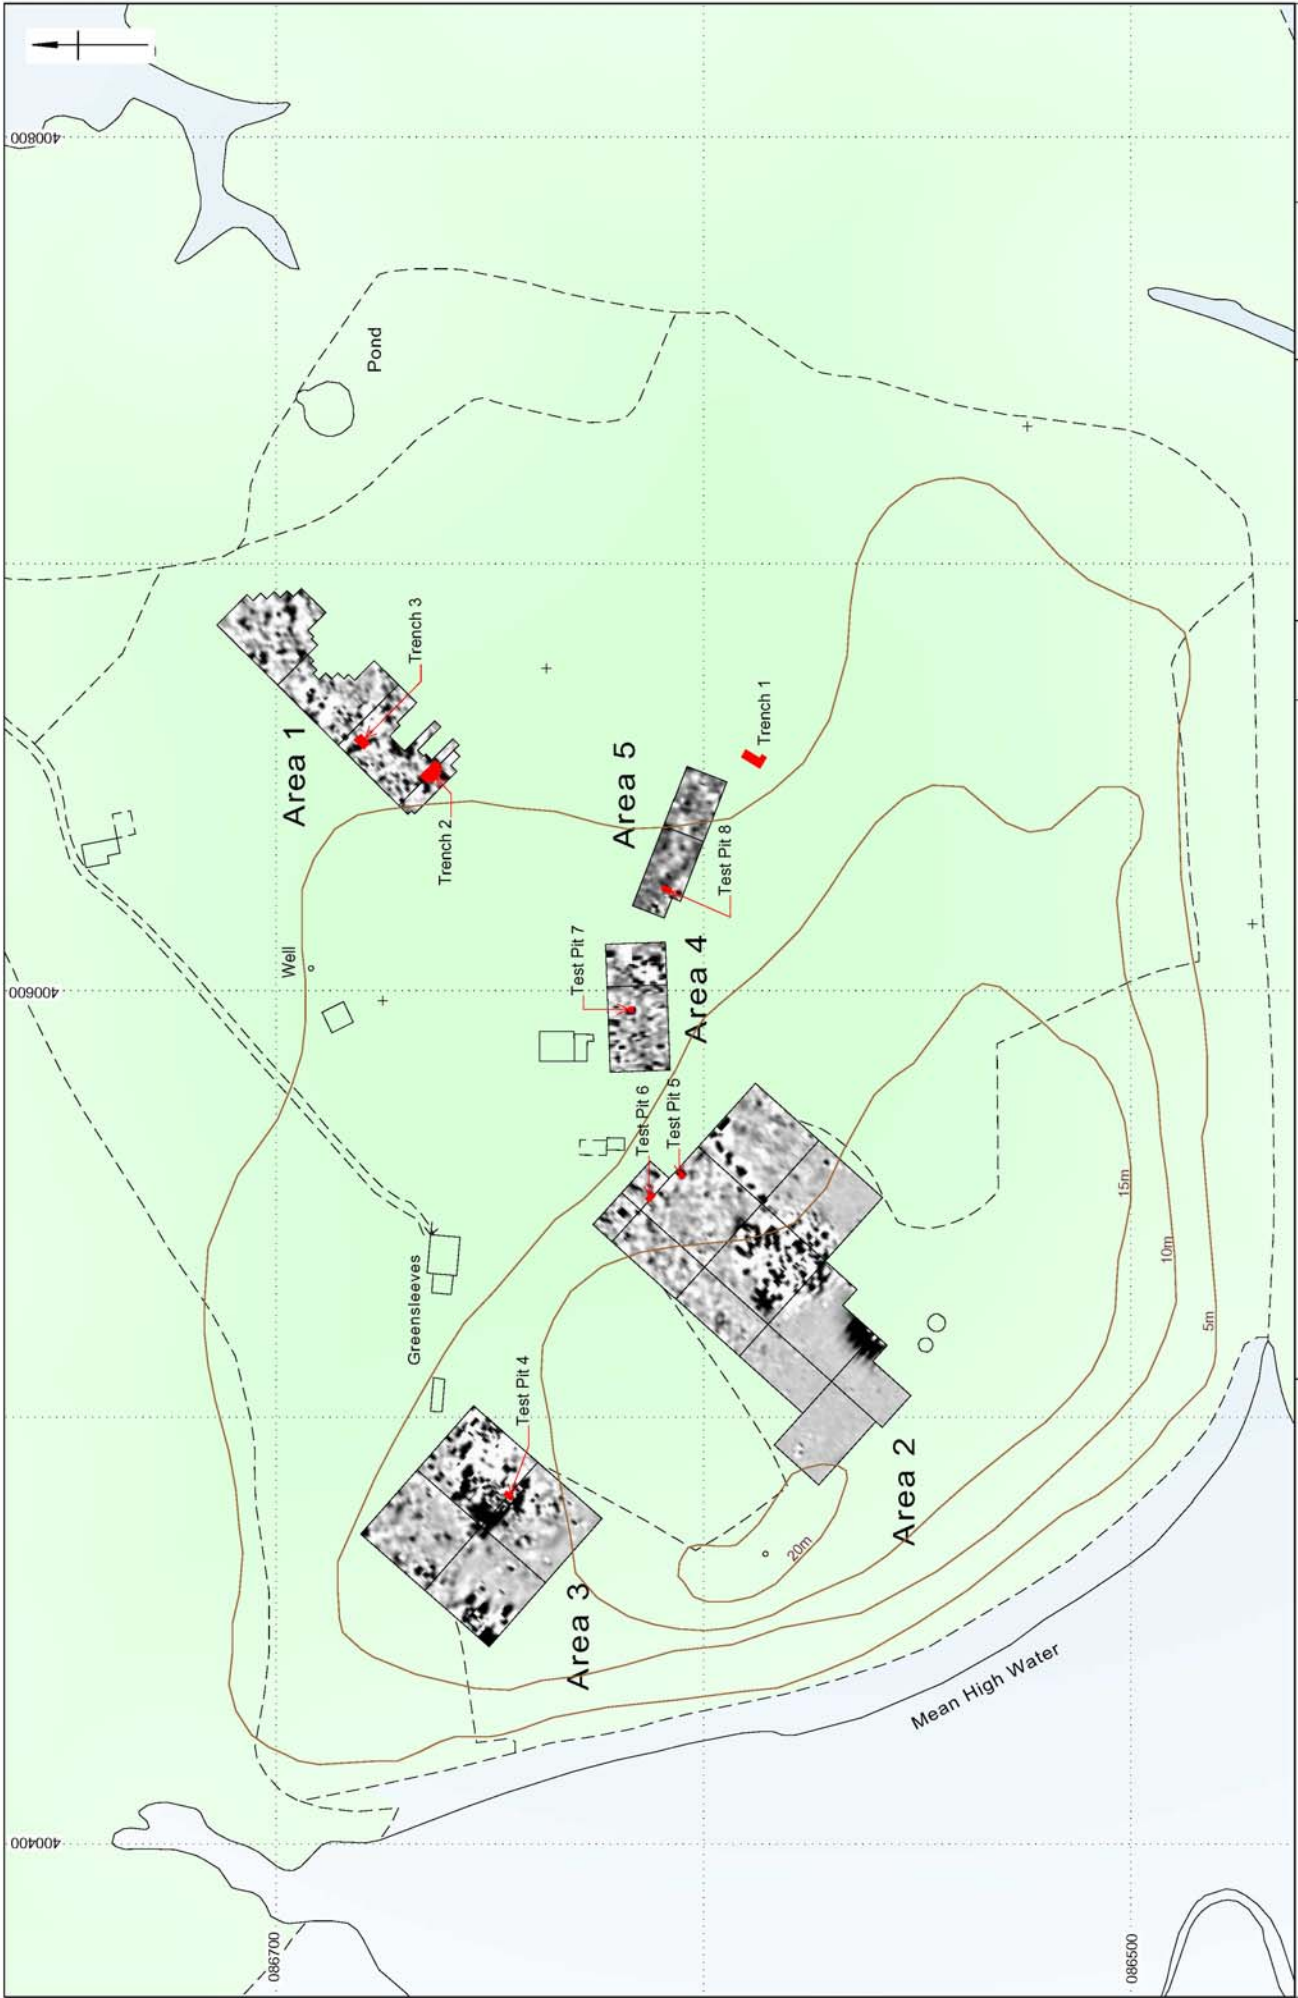 400800
Pond
Trench 3
Area 1
Trench 2
Trench 1
Area 5
Test Pit 8
Well
Test Pit 7
Area 4
400600
Test Pit 6
Test Pit 5
Greensleeves
Test Pit 4
Area 3
Area 2
15m
10m
5m
20m
Mean High Water
400400
086700
086500